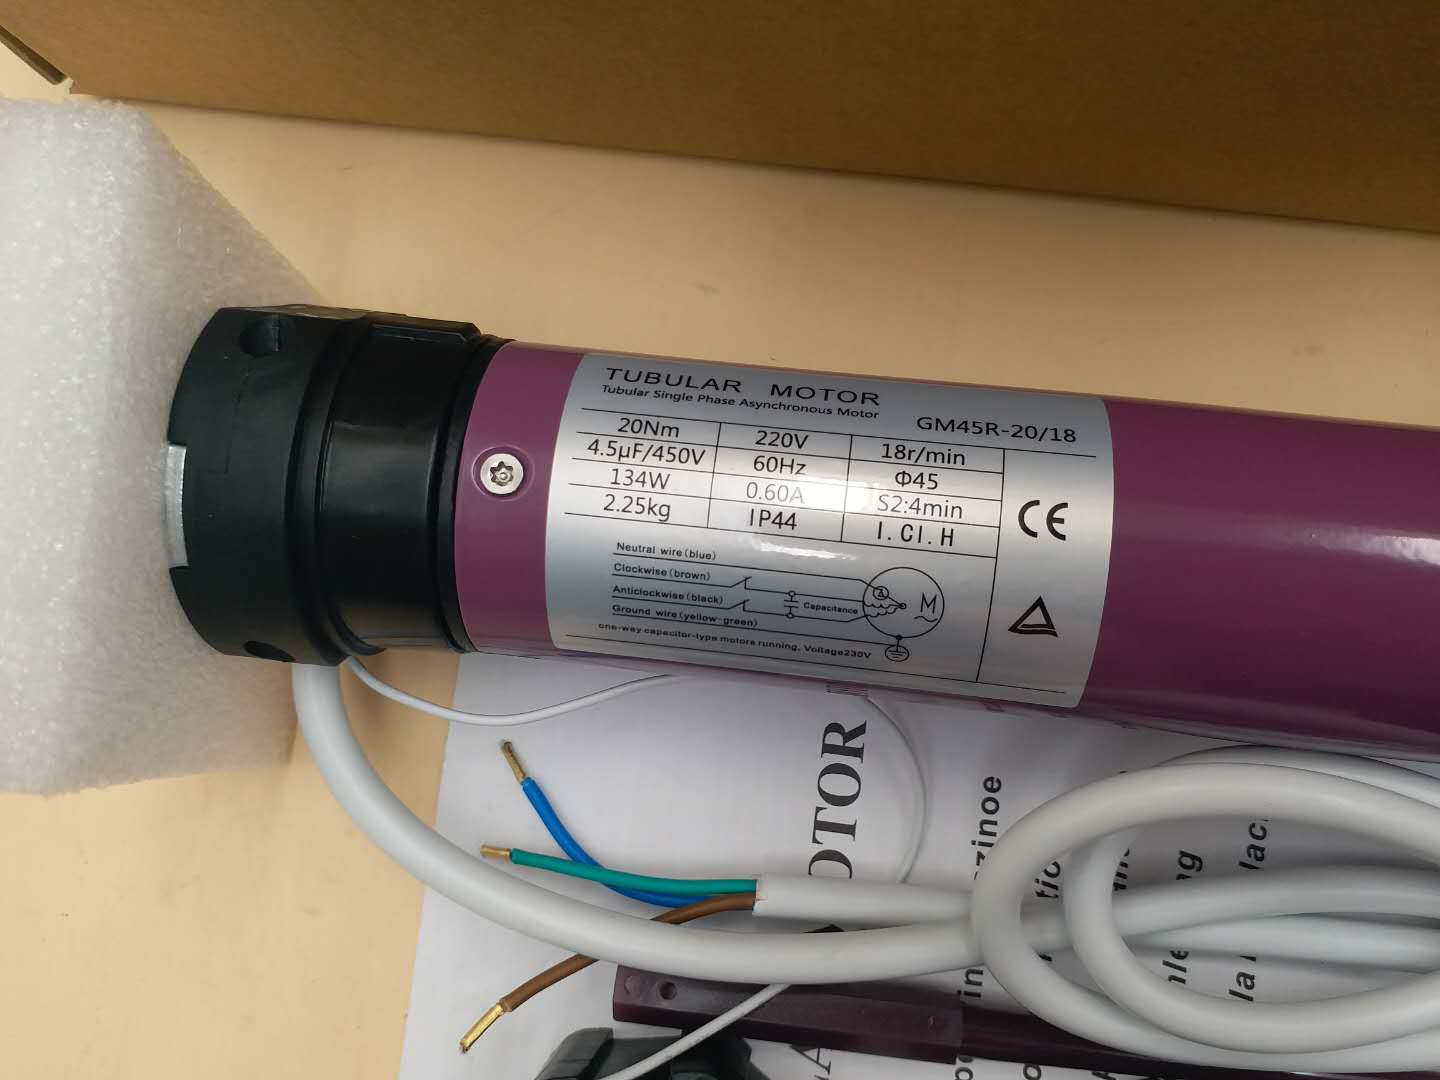 TUBULAR MOTOR
Tubular Single Phase Asynchronous Motor
GM45R-20/18
20Nm 220V 18r/min
4.5μF/450V 60Hz Φ45
134W 0.60A S2:4min
2.25kg IP44 I.Cl.H
CE
Neutral wire(blue)
Clockwise(brown)
Anticlockwise(black)
Capacitance
Ground wire(yellow-green)
M
one-way capacitor-type motors running, Voltage230V
OTOR